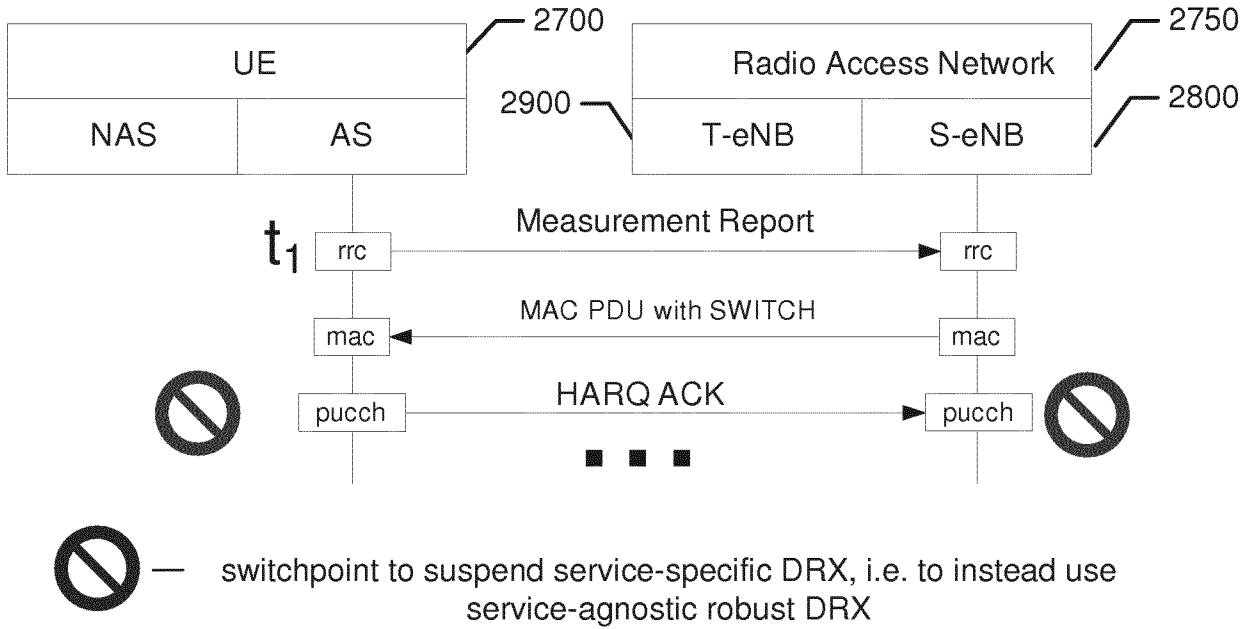 2700
2750
UE
Radio Access Network
2900
2800
NAS
AS
T-eNB
S-eNB
t1
Measurement Report
rrc
rrc
MAC PDU with SWITCH
mac
mac
HARQ ACK
pucch
pucch
— switchpoint to suspend service-specific DRX, i.e. to instead use
service-agnostic robust DRX